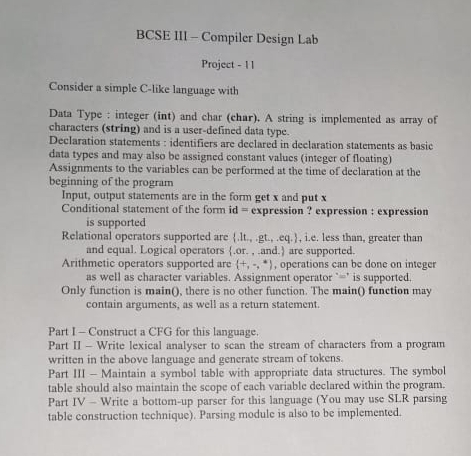 BCSE III – Compiler Design Lab
Project - 11
Consider a simple C-like language with
Data Type : integer (int) and char (char). A string is implemented as array of
characters (string) and is a user-defined data type.
Declaration statements : identifiers are declared in declaration statements as basic
data types and may also be assigned constant values (integer of floating)
Assignments to the variables can be performed at the time of declaration at the
beginning of the program
Input, output statements are in the form get x and put x
Conditional statement of the form id = expression ? expression : expression
is supported
Relational operators supported are {.lt., .gt., .eq.}, i.e. less than, greater than
and equal. Logical operators {.or. , .and.} are supported.
Arithmetic operators supported are {+, -, *}, operations can be done on integer
as well as character variables. Assignment operator '=' is supported.
Only function is main(), there is no other function. The main() function may
contain arguments, as well as a return statement.
Part I – Construct a CFG for this language.
Part II – Write lexical analyser to scan the stream of characters from a program
written in the above language and generate stream of tokens.
Part III – Maintain a symbol table with appropriate data structures. The symbol
table should also maintain the scope of each variable declared within the program.
Part IV – Write a bottom-up parser for this language (You may use SLR parsing
table construction technique). Parsing module is also to be implemented.